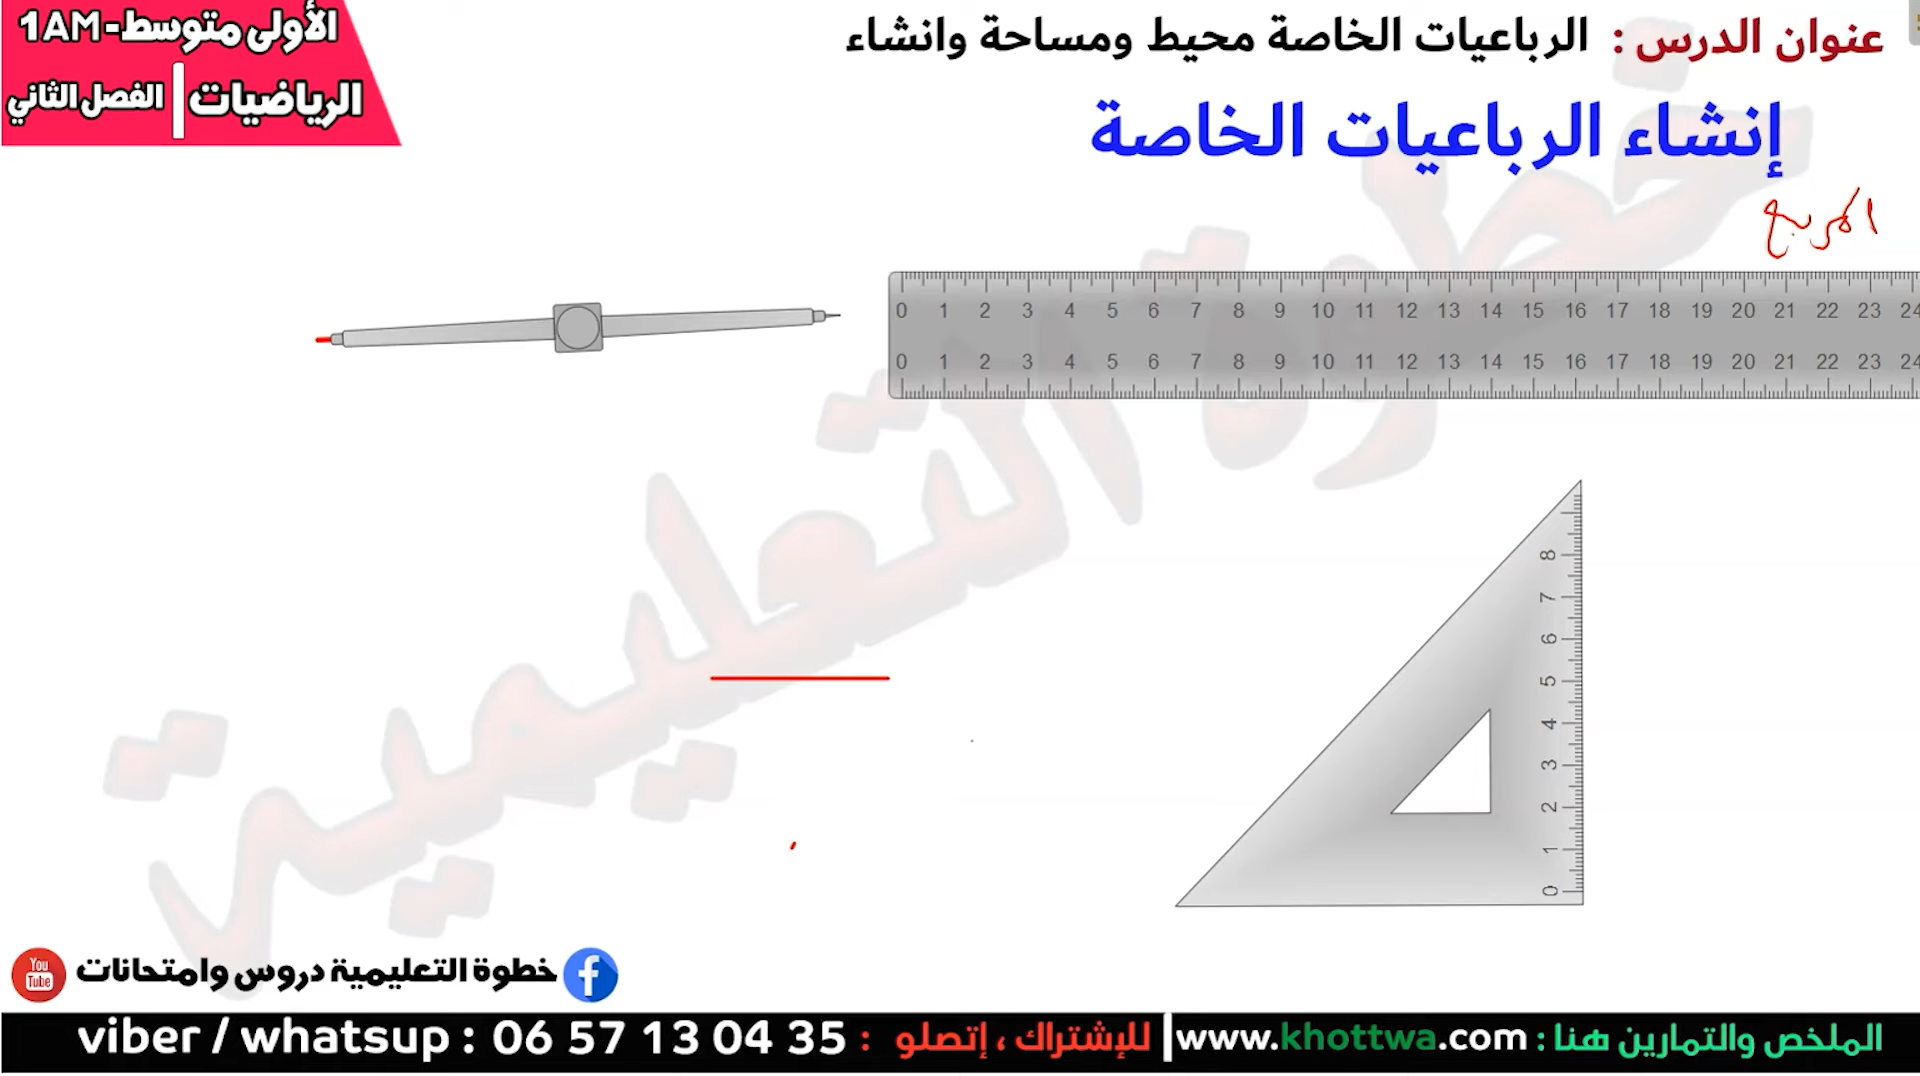 الأولى متوسط-1AM
الرياضيات | الفصل الثاني
عنوان الدرس : الرباعيات الخاصة محيط ومساحة وانشاء
إنشاء الرباعيات الخاصة
المربع
0 1 2 3 4 5 6 7 8 9 10 11 12 13 14 15 16 17 18 19 20 21 22 23 24
0 1 2 3 4 5 6 7 8 9 10 11 12 13 14 15 16 17 18 19 20 21 22 23 24
خطوة التعليمية
8
7
6
5
4
3
2
1
0
You
Tube
خطوة التعليمية دروس وامتحانات
f
الملخص والتمارين هنا : www.khottwa.com | للإشتراك ، إتصلو : viber / whatsup : 06 57 13 04 35